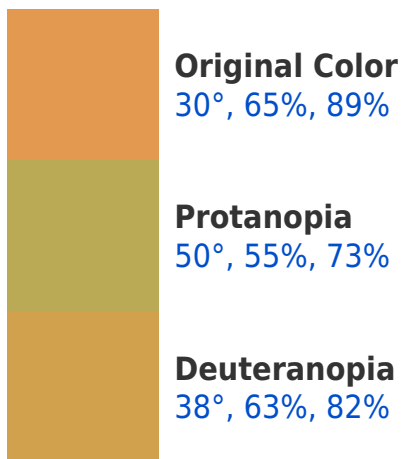 Original Color
30°, 65%, 89%
Protanopia
50°, 55%, 73%
Deuteranopia
38°, 63%, 82%